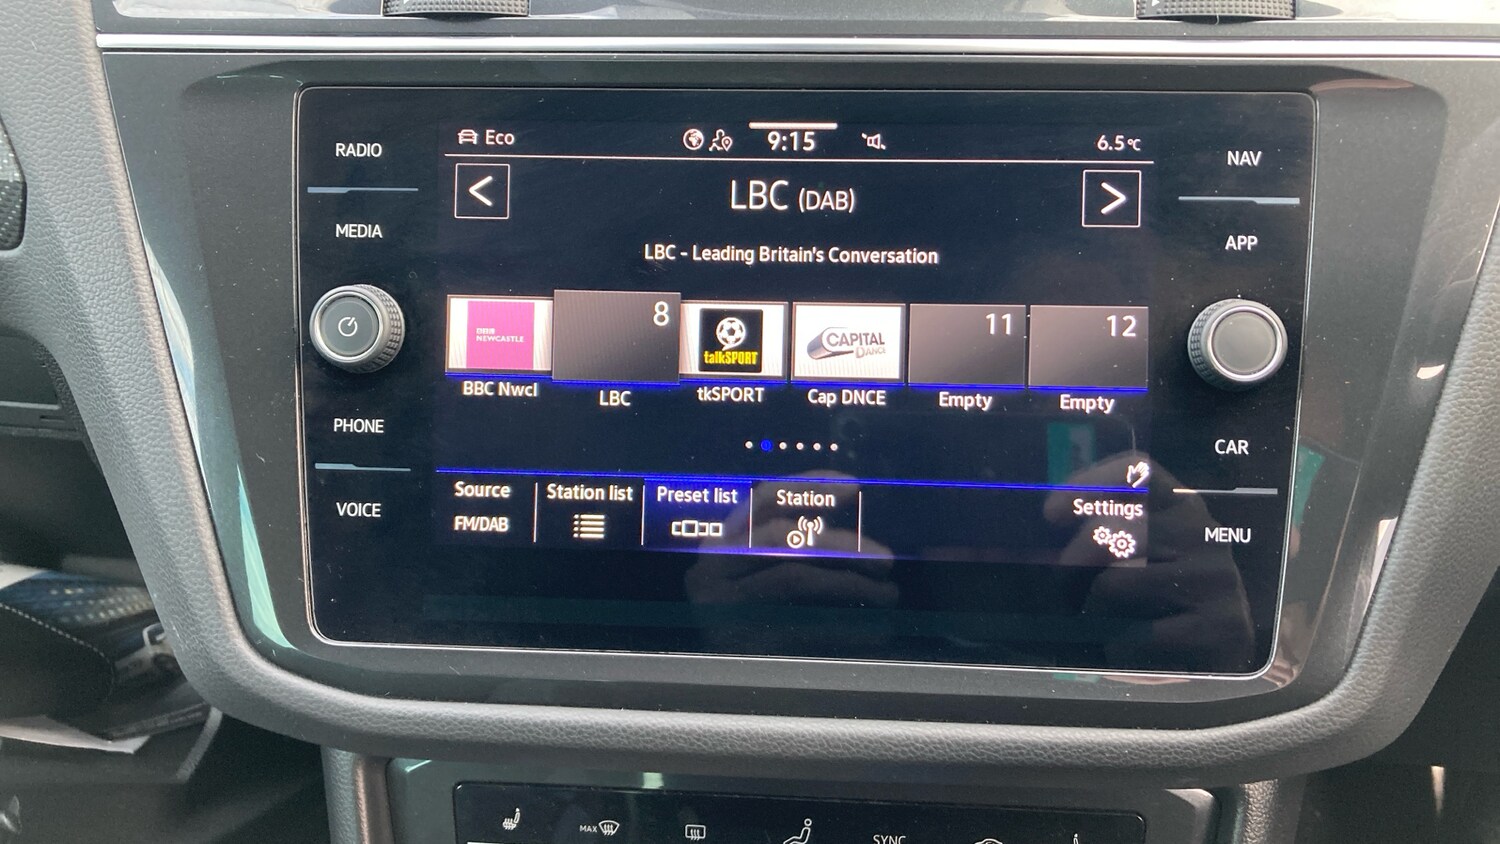 RADIO
MEDIA
PHONE
VOICE
Eco
9:15
6.5°C
<
LBC (DAB)
>
LBC - Leading Britain's Conversation
NEWCASTLE
8
talkSPORT
CAPITAL
DANCE
11
12
BBC Nwcl
LBC
tkSPORT
Cap DNCE
Empty
Empty
Source
FM/DAB
Station list
Preset list
Station
Settings
NAV
APP
CAR
MENU
MAX
SYNC